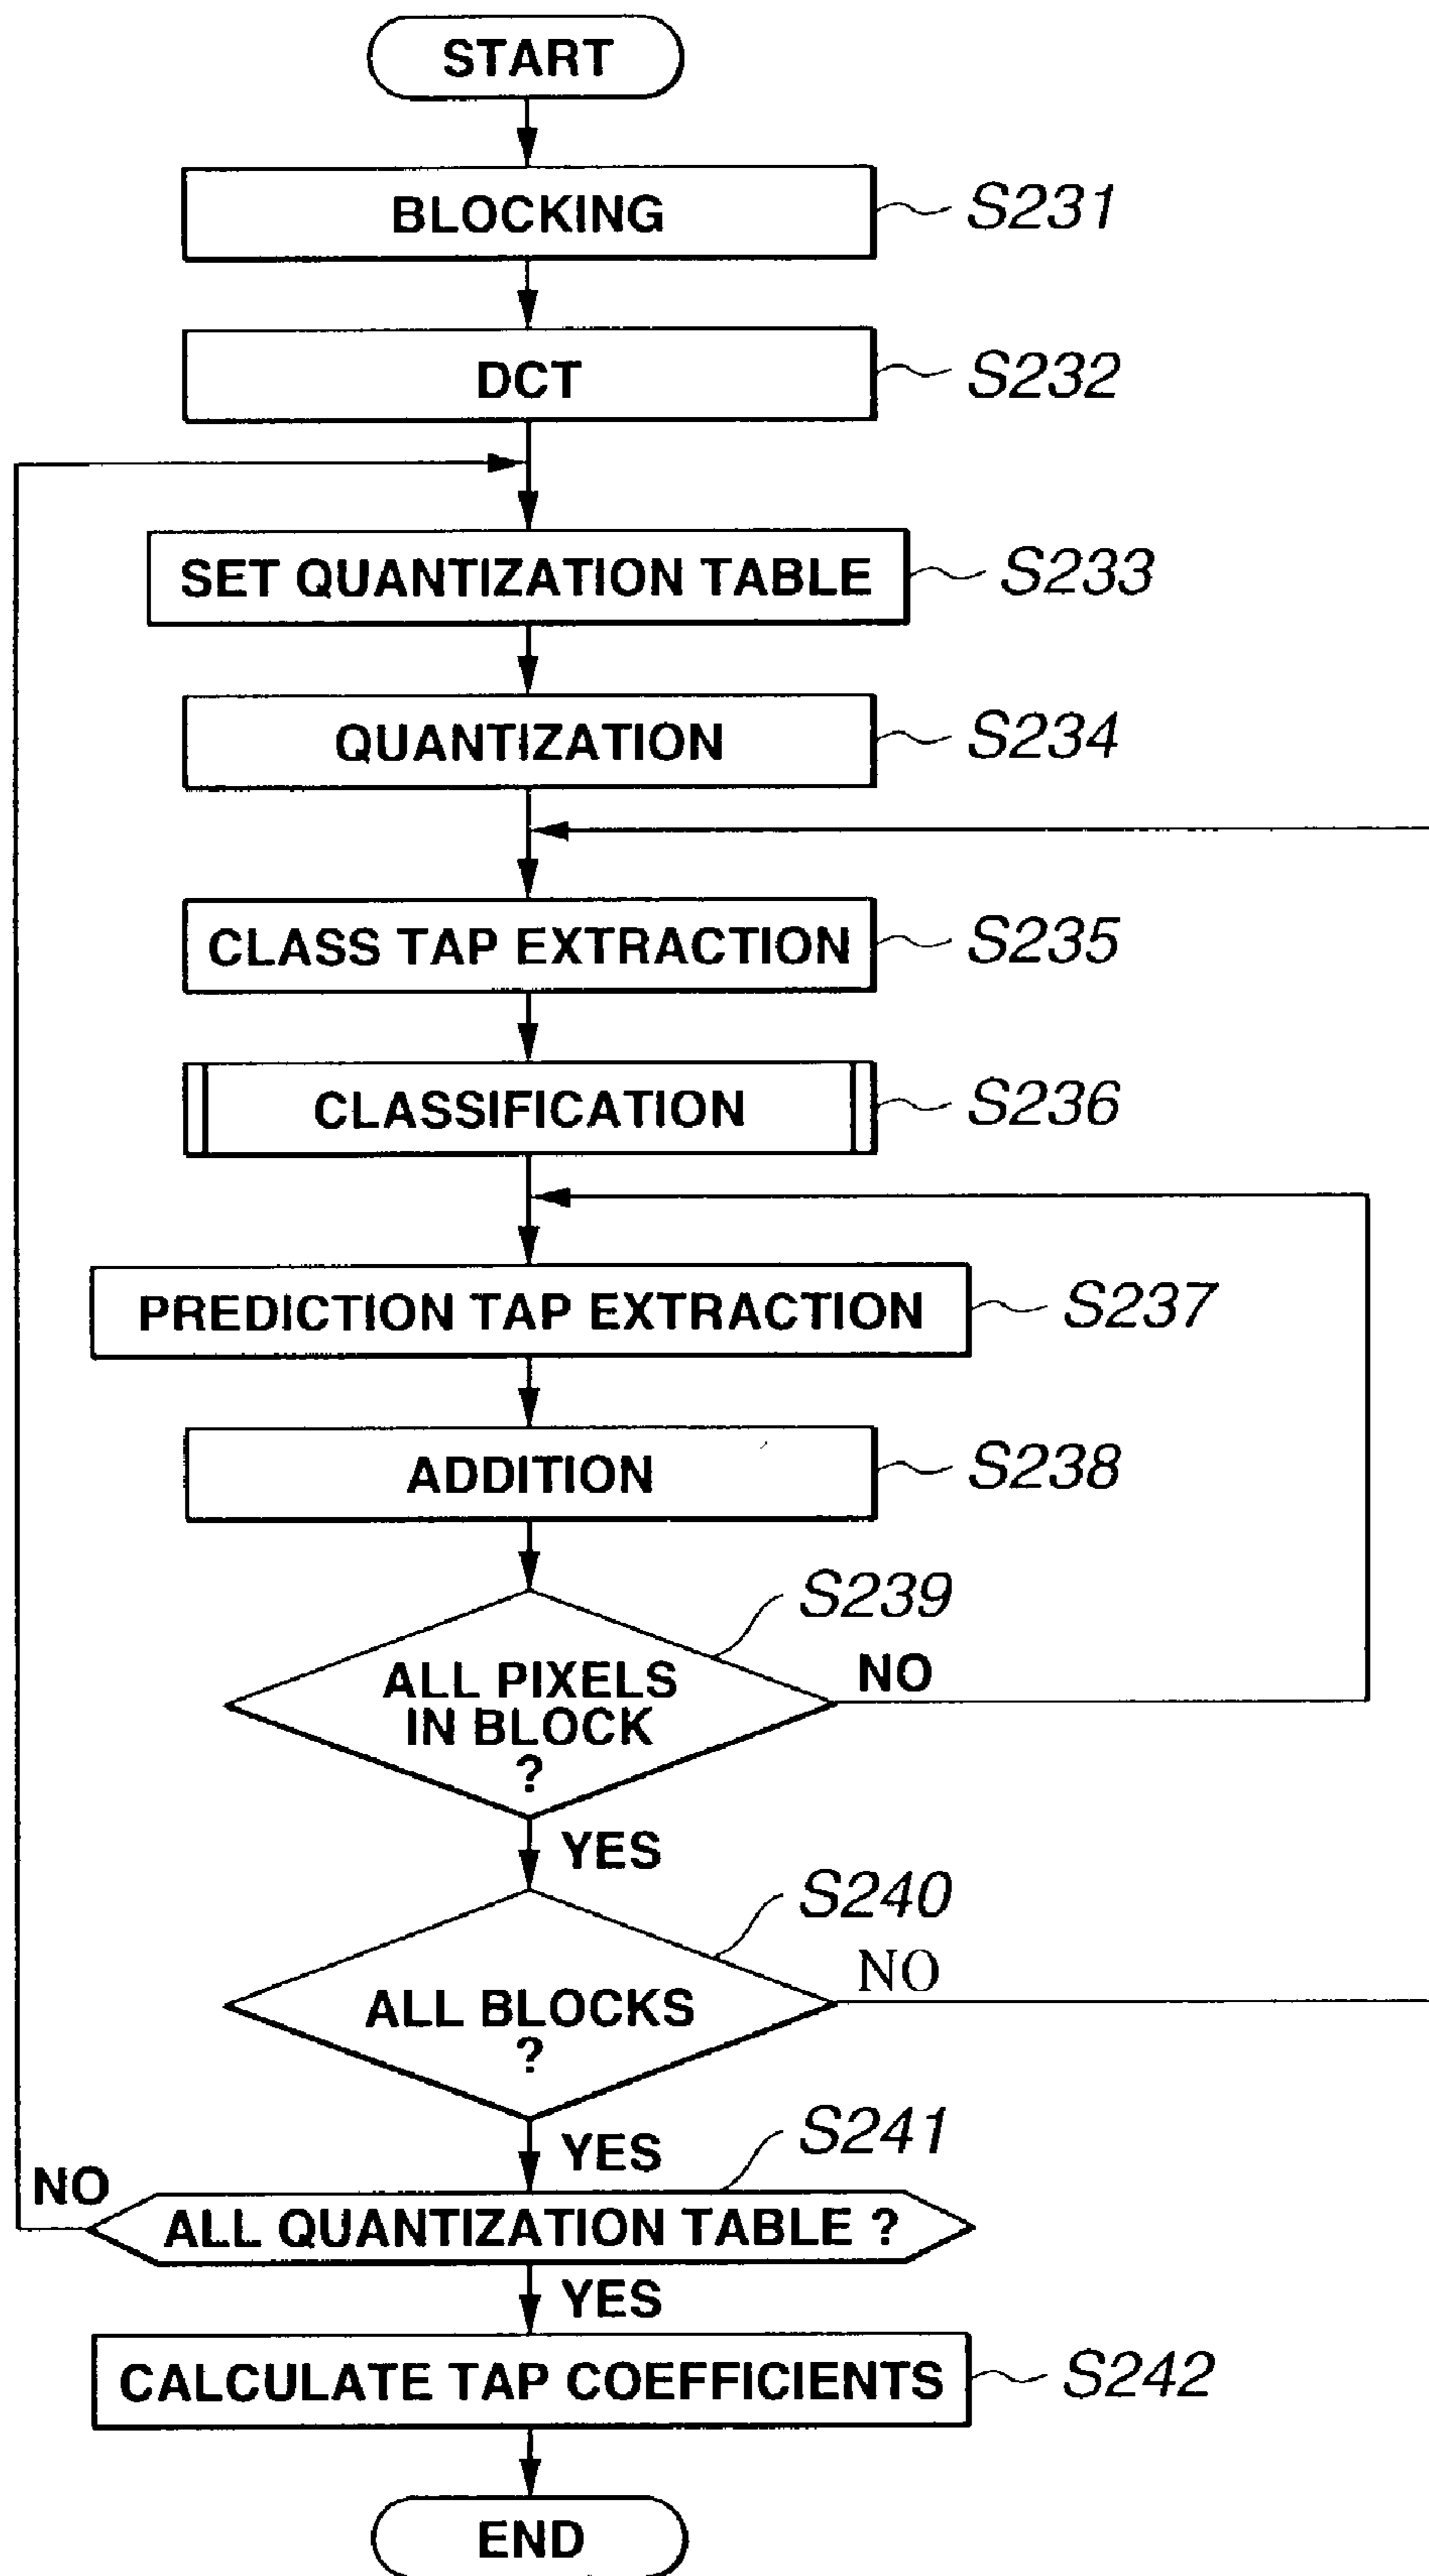 START
BLOCKING
S231
DCT
S232
SET QUANTIZATION TABLE
S233
QUANTIZATION
S234
CLASS TAP EXTRACTION
S235
CLASSIFICATION
S236
PREDICTION TAP EXTRACTION
S237
ADDITION
S238
S239
ALL PIXELS
IN BLOCK
?
NO
YES
S240
ALL BLOCKS
?
NO
YES
S241
NO
ALL QUANTIZATION TABLE ?
YES
CALCULATE TAP COEFFICIENTS
S242
END